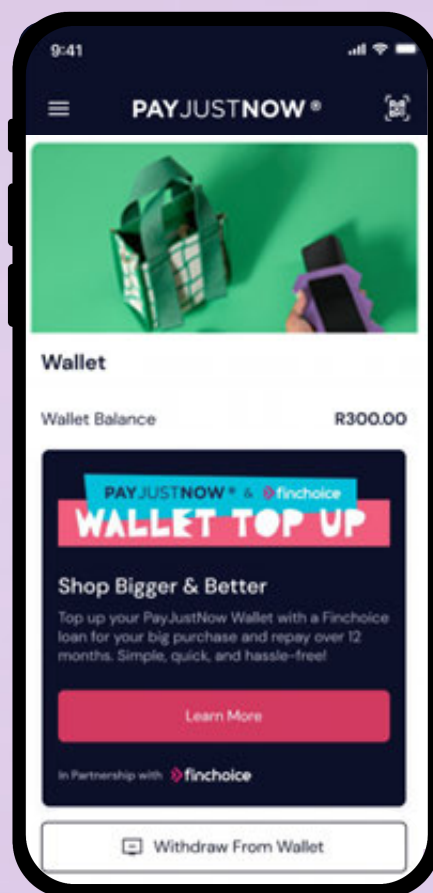 9:41
PAYJUSTNOW®
Wallet
Wallet Balance R300.00
PAYJUSTNOW® & finchoice
WALLET TOP UP
Shop Bigger & Better
Top up your PayJustNow Wallet with a Finchoice
loan for your big purchase and repay over 12
months. Simple, quick, and hassle-free!
Learn More
In Partnership with finchoice
Withdraw From Wallet